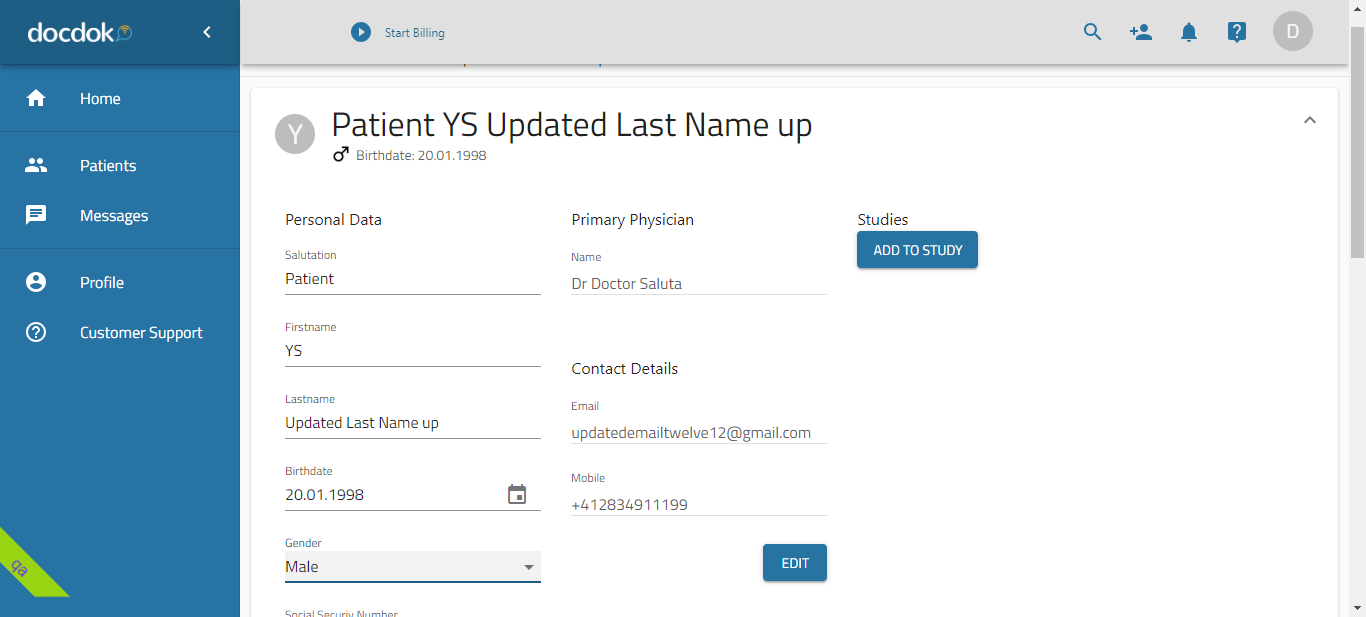 docdok
Start Billing
D
Home
Patients
Messages
Profile
Customer Support
qa
Y
Patient YS Updated Last Name up
Birthdate: 20.01.1998
Personal Data
Salutation
Patient
Firstname
YS
Lastname
Updated Last Name up
Birthdate
20.01.1998
Gender
Male
Social Securiy Number
Primary Physician
Name
Dr Doctor Saluta
Contact Details
Email
updatedemailtwelve12@gmail.com
Mobile
+412834911199
EDIT
Studies
ADD TO STUDY